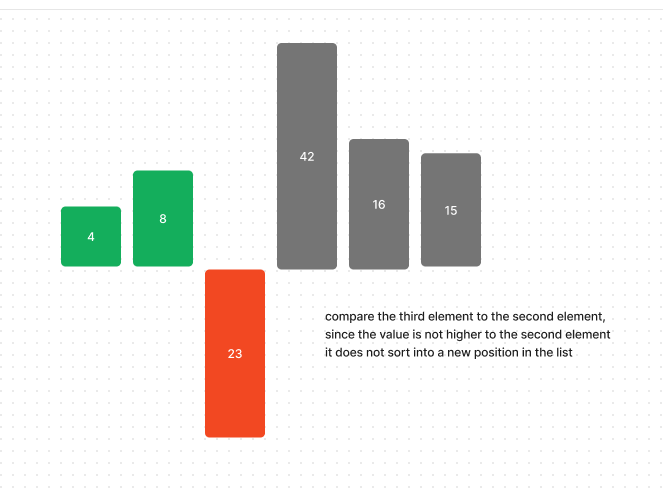 42
8
16
15
4
compare the third element to the second element,
since the value is not higher to the second element
it does not sort into a new position in the list
23